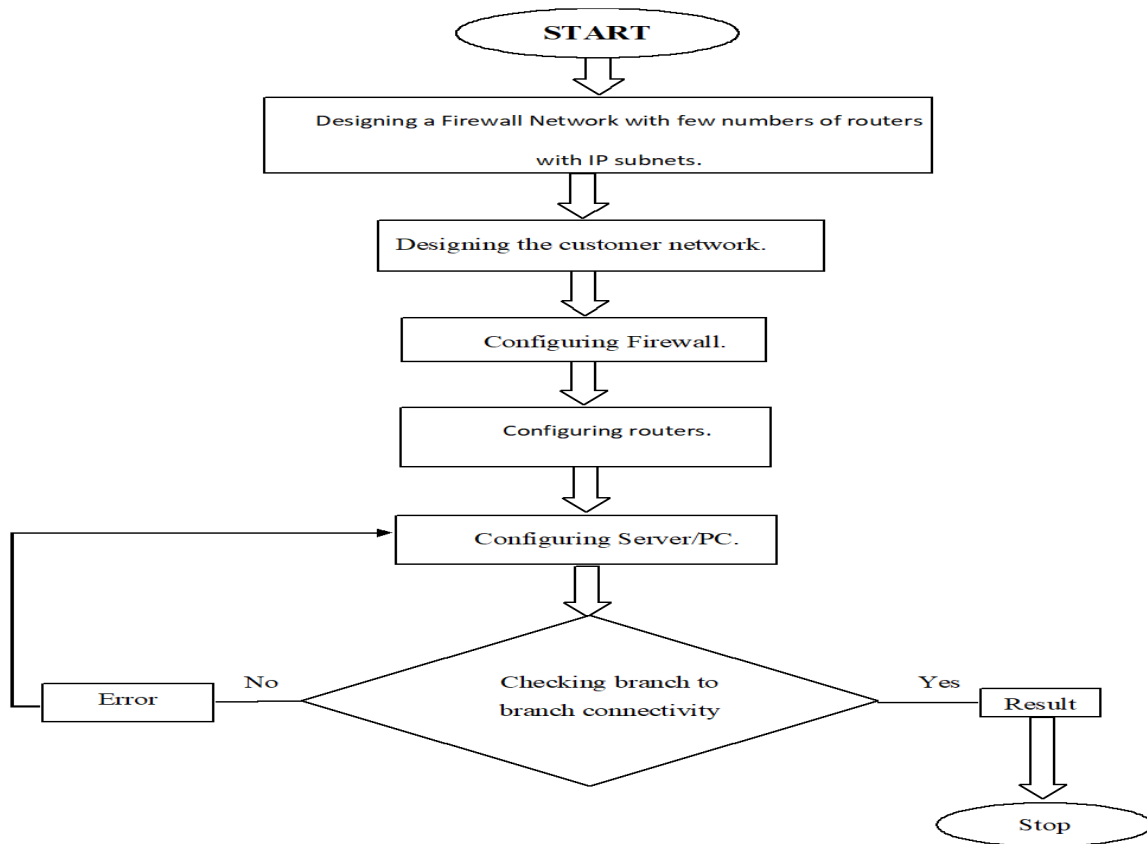 START
Designing a Firewall Network with few numbers of routers
with IP subnets.
Designing the customer network.
Configuring Firewall.
Configuring routers.
Configuring Server/PC.
Checking branch to
branch connectivity
No
Error
Yes
Result
Stop